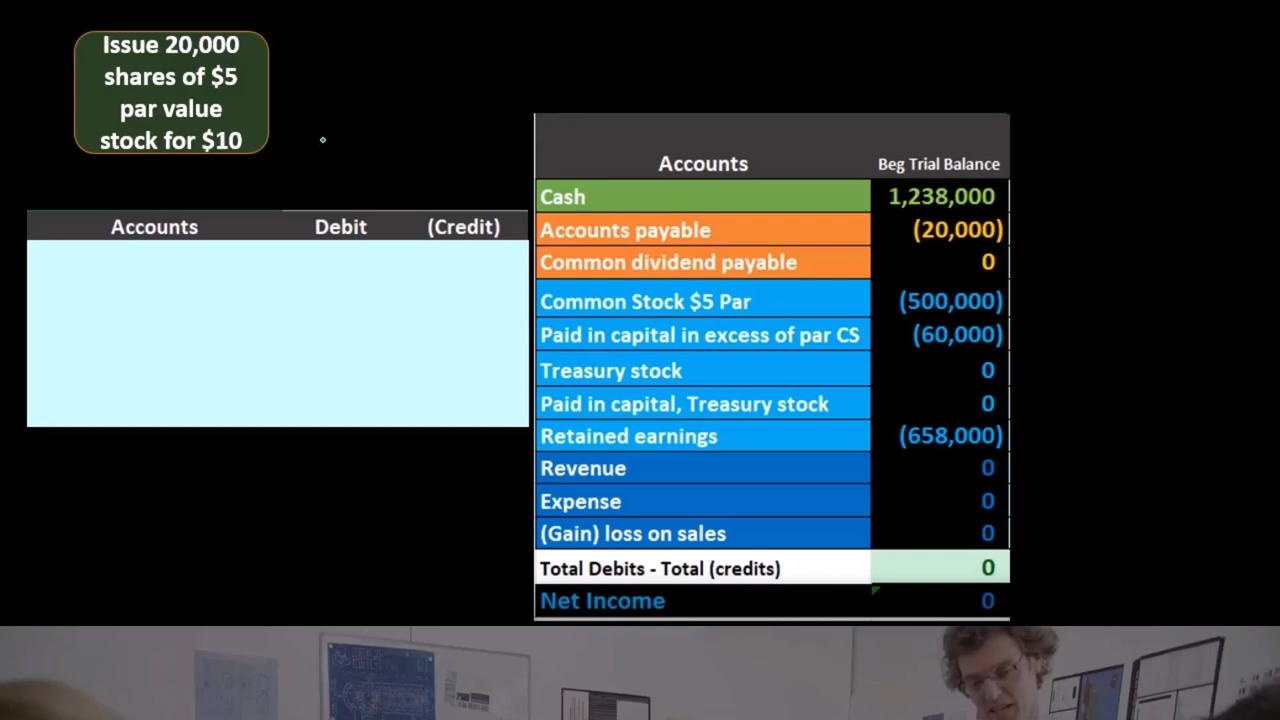 Issue 20,000
shares of $5
par value
stock for $10
Accounts Debit (Credit)
Accounts Beg Trial Balance
Cash 1,238,000
Accounts payable (20,000)
Common dividend payable 0
Common Stock $5 Par (500,000)
Paid in capital in excess of par CS (60,000)
Treasury stock 0
Paid in capital, Treasury stock 0
Retained earnings (658,000)
Revenue 0
Expense 0
(Gain) loss on sales 0
Total Debits - Total (credits) 0
Net Income 0